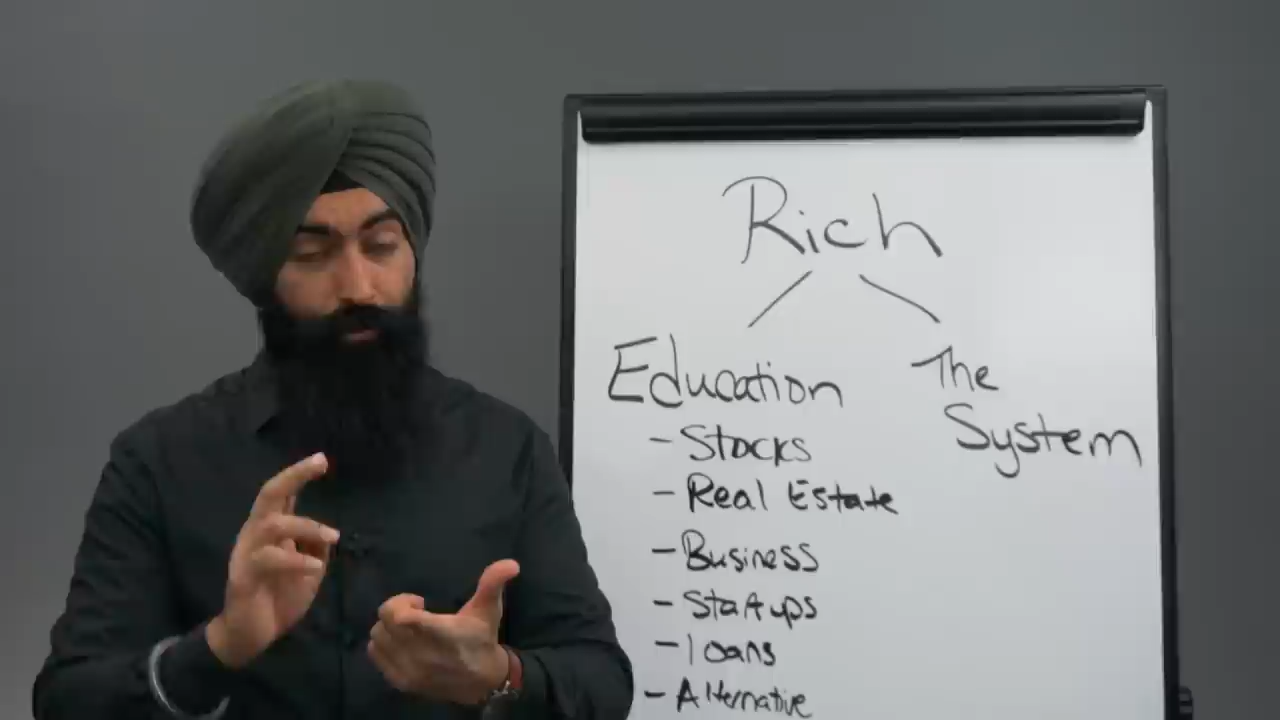 Rich
Education
- Stocks
- Real Estate
- Business
- Startups
- loans
- Alternative
The
System